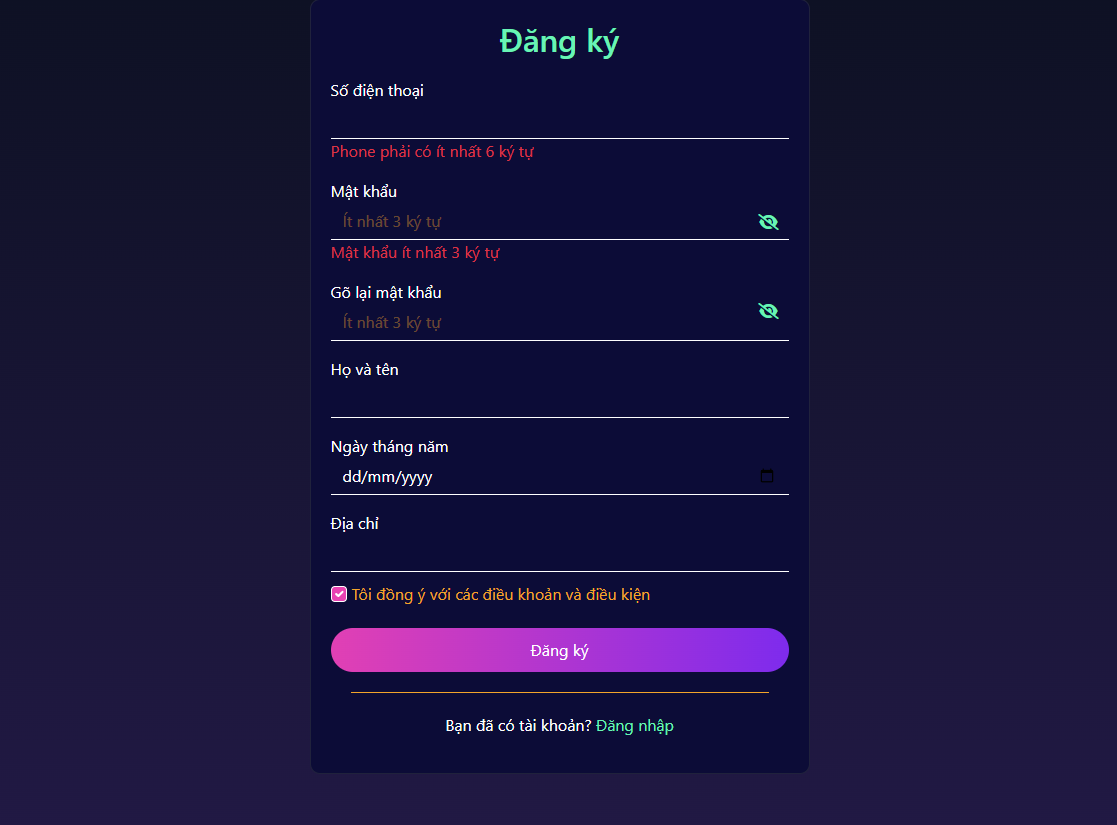 Đăng ký
Số điện thoại
Phone phải có ít nhất 6 ký tự
Mật khẩu
Ít nhất 3 ký tự
Mật khẩu ít nhất 3 ký tự
Gõ lại mật khẩu
Ít nhất 3 ký tự
Họ và tên
Ngày tháng năm
dd/mm/yyyy
Địa chỉ
Tôi đồng ý với các điều khoản và điều kiện
Đăng ký
Bạn đã có tài khoản? Đăng nhập